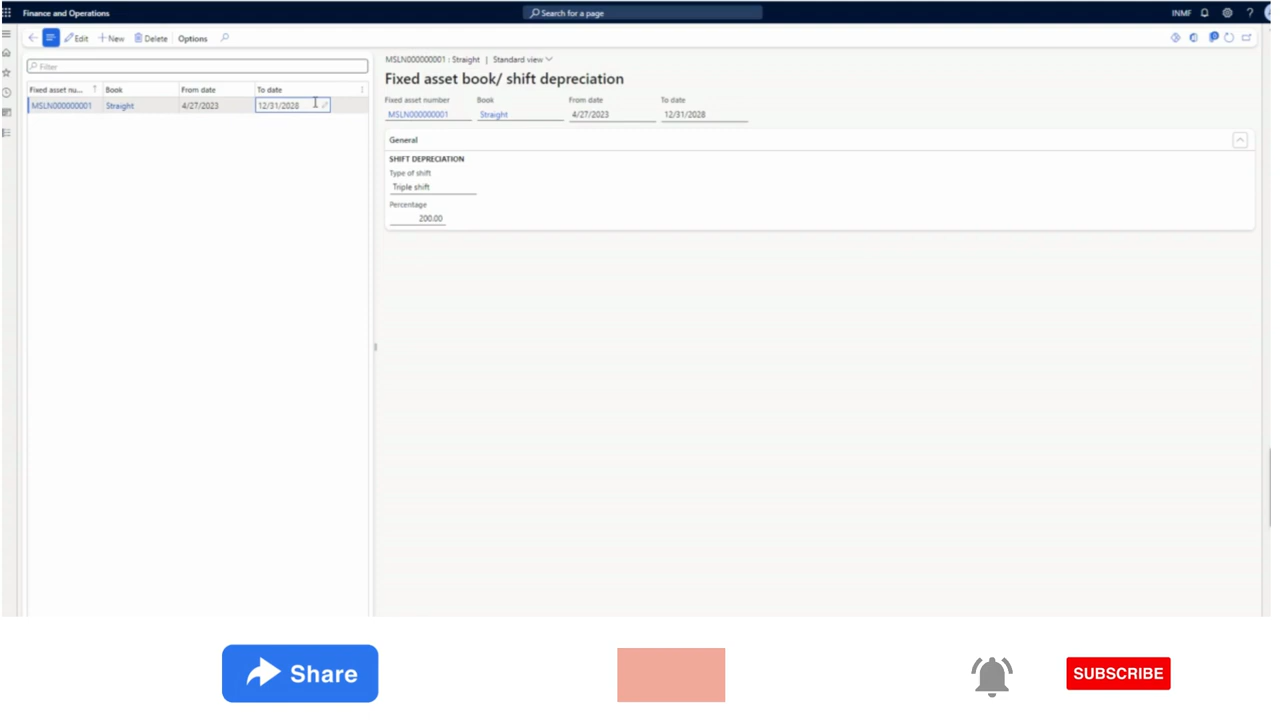 Finance and Operations
Search for a page
INMF
Edit
New
Delete
Options
Filter
Fixed asset nu...
Book
From date
To date
MSLN000000001
Straight
4/27/2023
12/31/2028
MSLN000000001 : Straight | Standard view
Fixed asset book/ shift depreciation
Fixed asset number
Book
From date
To date
MSLN000000001
Straight
4/27/2023
12/31/2028
General
SHIFT DEPRECIATION
Type of shift
Triple shift
Percentage
200.00
Share
SUBSCRIBE